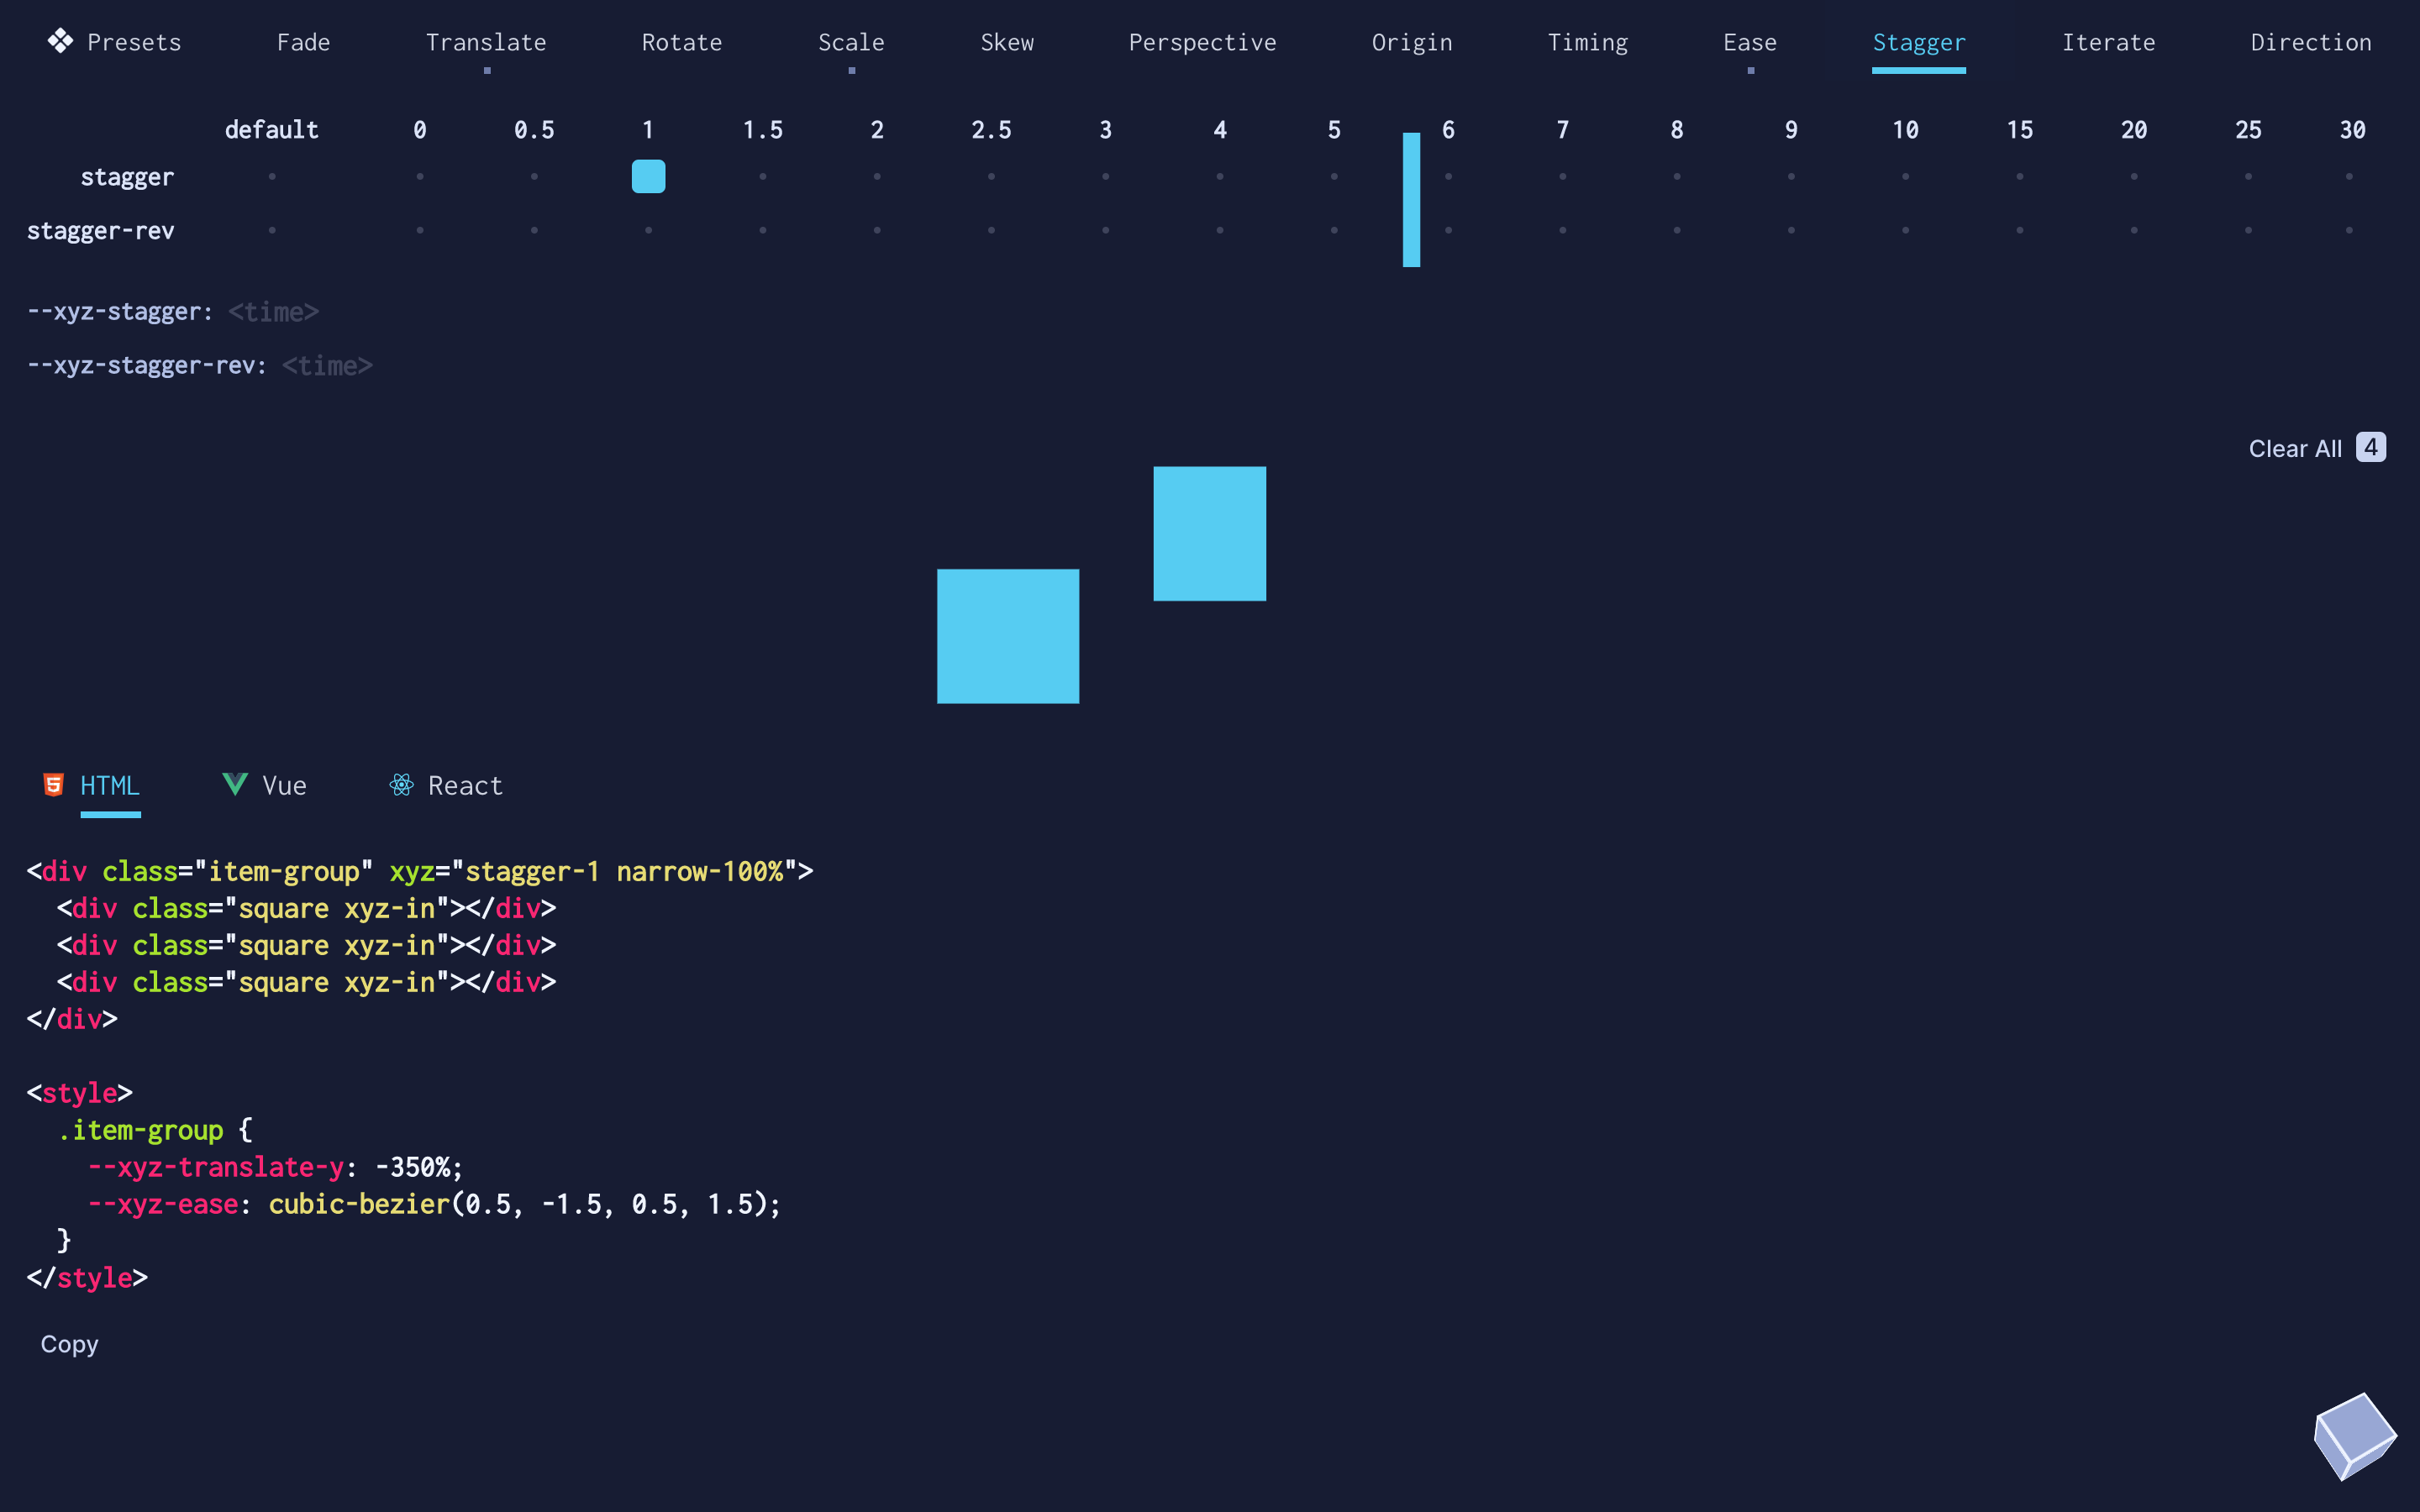 Presets Fade Translate Rotate Scale Skew Perspective Origin Timing Ease Stagger Iterate Direction
default 0 0.5 1 1.5 2 2.5 3 4 5 6 7 8 9 10 15 20 25 30
stagger
stagger-rev
--xyz-stagger: <time>
--xyz-stagger-rev: <time>
Clear All 4
HTML Vue React
<div class="item-group" xyz="stagger-1 narrow-100%">
  <div class="square xyz-in"></div>
  <div class="square xyz-in"></div>
  <div class="square xyz-in"></div>
</div>
<style>
  .item-group {
    --xyz-translate-y: -350%;
    --xyz-ease: cubic-bezier(0.5, -1.5, 0.5, 1.5);
  }
</style>
Copy